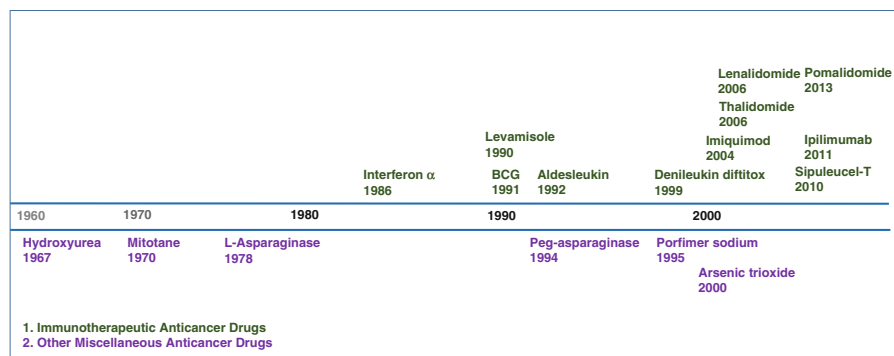 Lenalidomide Pomalidomide
2006 2013
Thalidomide
2006
Levamisole Imiquimod Ipilimumab
1990 2004 2011
Interferon α BCG Aldesleukin Denileukin diftitox Sipuleucel-T
1986 1991 1992 1999 2010
1960 1970 1980 1990 2000
Hydroxyurea Mitotane L-Asparaginase Peg-asparaginase Porfimer sodium
1967 1970 1978 1994 1995
Arsenic trioxide
2000
1. Immunotherapeutic Anticancer Drugs
2. Other Miscellaneous Anticancer Drugs